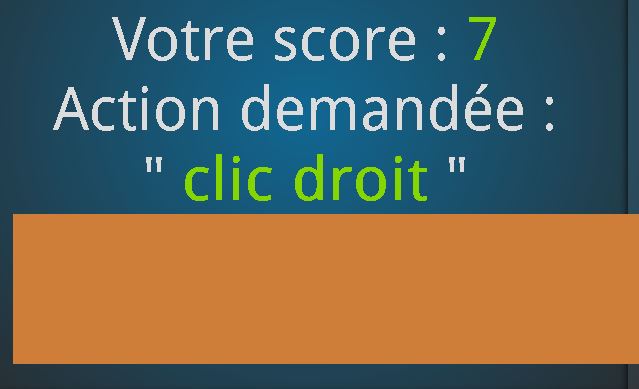 Votre score : 7
Action demandée :
" clic droit "